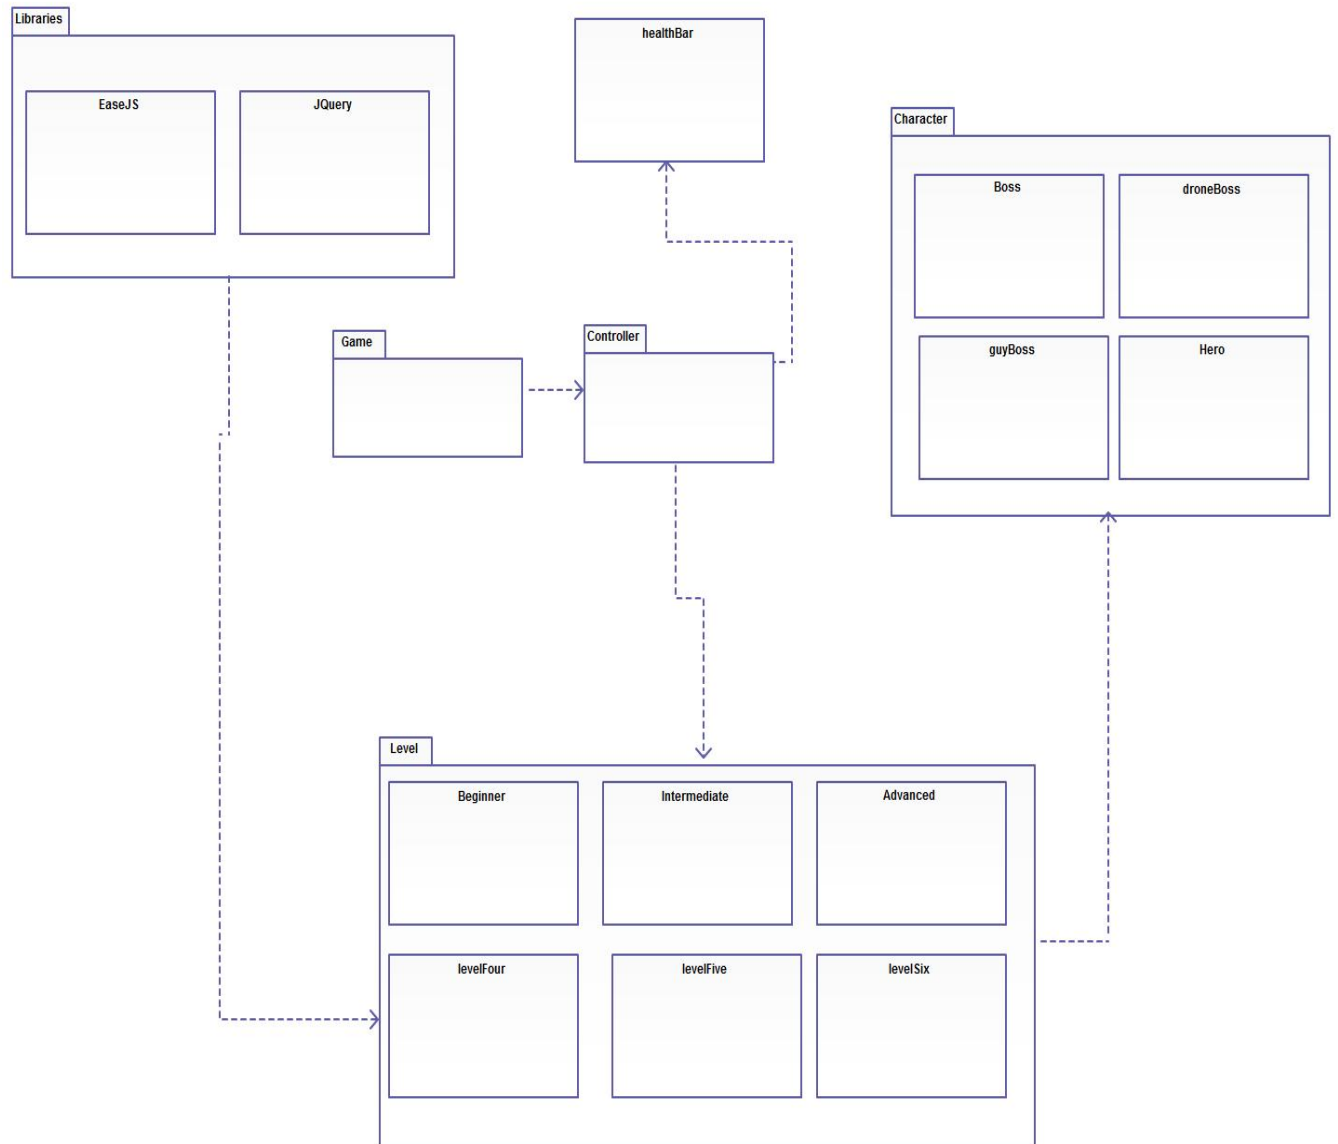 Libraries
healthBar
EaseJS
JQuery
Character
Boss
droneBoss
Game
Controller
guyBoss
Hero
Level
Beginner
Intermediate
Advanced
levelFour
levelFive
levelSix